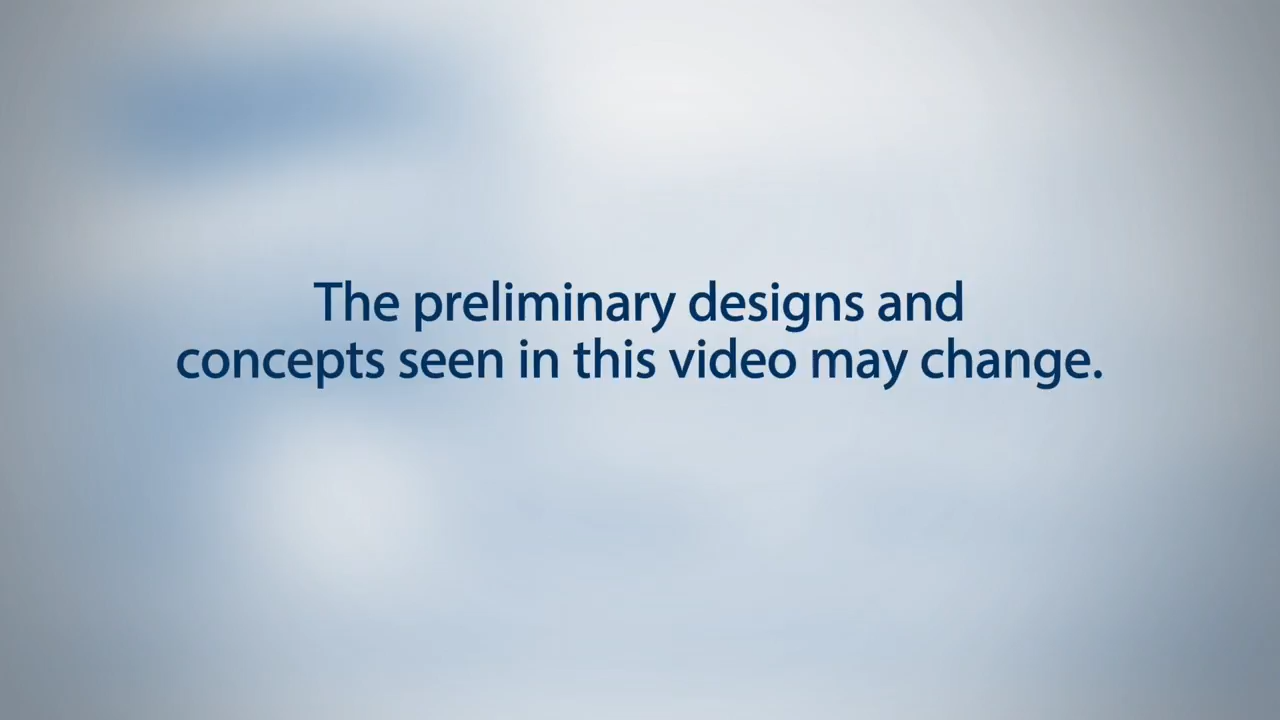 The preliminary designs and
concepts seen in this video may change.